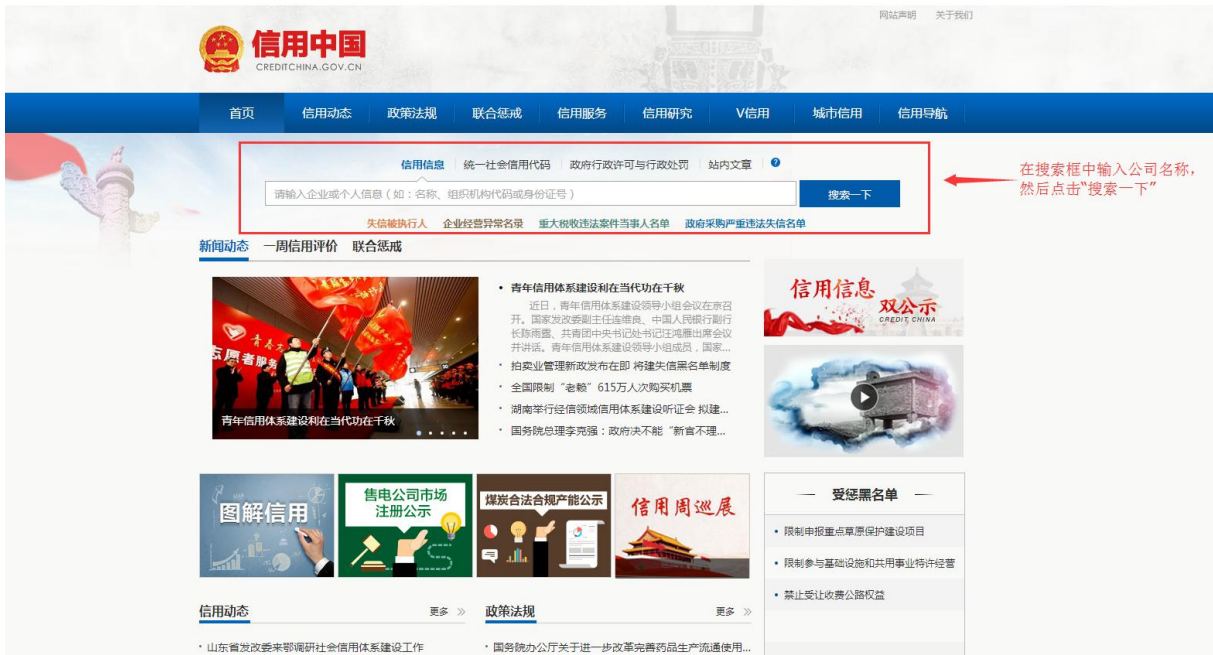 网站声明 关于我们
信用中国
CREDITCHINA.GOV.CN
首页 信用动态 政策法规 联合惩戒 信用服务 信用研究 V信用 城市信用 信用导航
信用信息 统一社会信用代码 政府行政许可与行政处罚 站内文章 ?
请输入企业或个人信息（如：名称、组织机构代码或身份证号） 搜索一下
失信被执行人 企业经营异常名录 重大税收违法案件当事人名单 政府采购严重违法失信名单
在搜索框中输入公司名称，
然后点击“搜索一下”
新闻动态 一周信用评价 联合惩戒
志愿者服务
青年信用体系建设利在当代功在千秋
• 青年信用体系建设利在当代功在千秋
近日，青年信用体系建设领导小组会议在京召
开。国家发改委副主任连维良、中国人民银行副行
长陈雨露、共青团中央书记处书记汪鸿雁出席会议
并讲话。青年信用体系建设领导小组成员，国家...
· 拍卖业管理新政发布在即 将建失信黑名单制度
· 全国限制“老赖”615万人次购买机票
· 湖南举行经信领域信用体系建设听证会 拟建...
· 国务院总理李克强：政府决不能“新官不理...
信用信息
双公示
CREDIT CHINA
图解信用
售电公司市场
注册公示
煤炭合法合规产能公示
信用周巡展
受惩黑名单
• 限制申报重点草原保护建设项目
• 限制参与基础设施和共用事业特许经营
• 禁止受让收费公路权益
信用动态 更多 »
· 山东省发改委来鄂调研社会信用体系建设工作
政策法规 更多 »
· 国务院办公厅关于进一步改革完善药品生产流通使用...